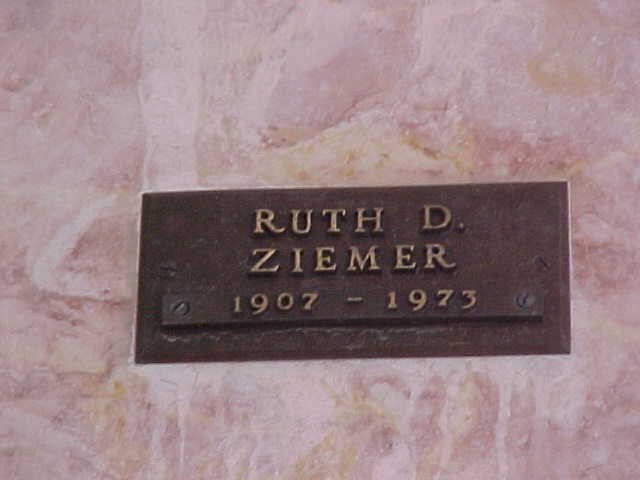 RUTH D.
ZIEMER
1907 – 1973